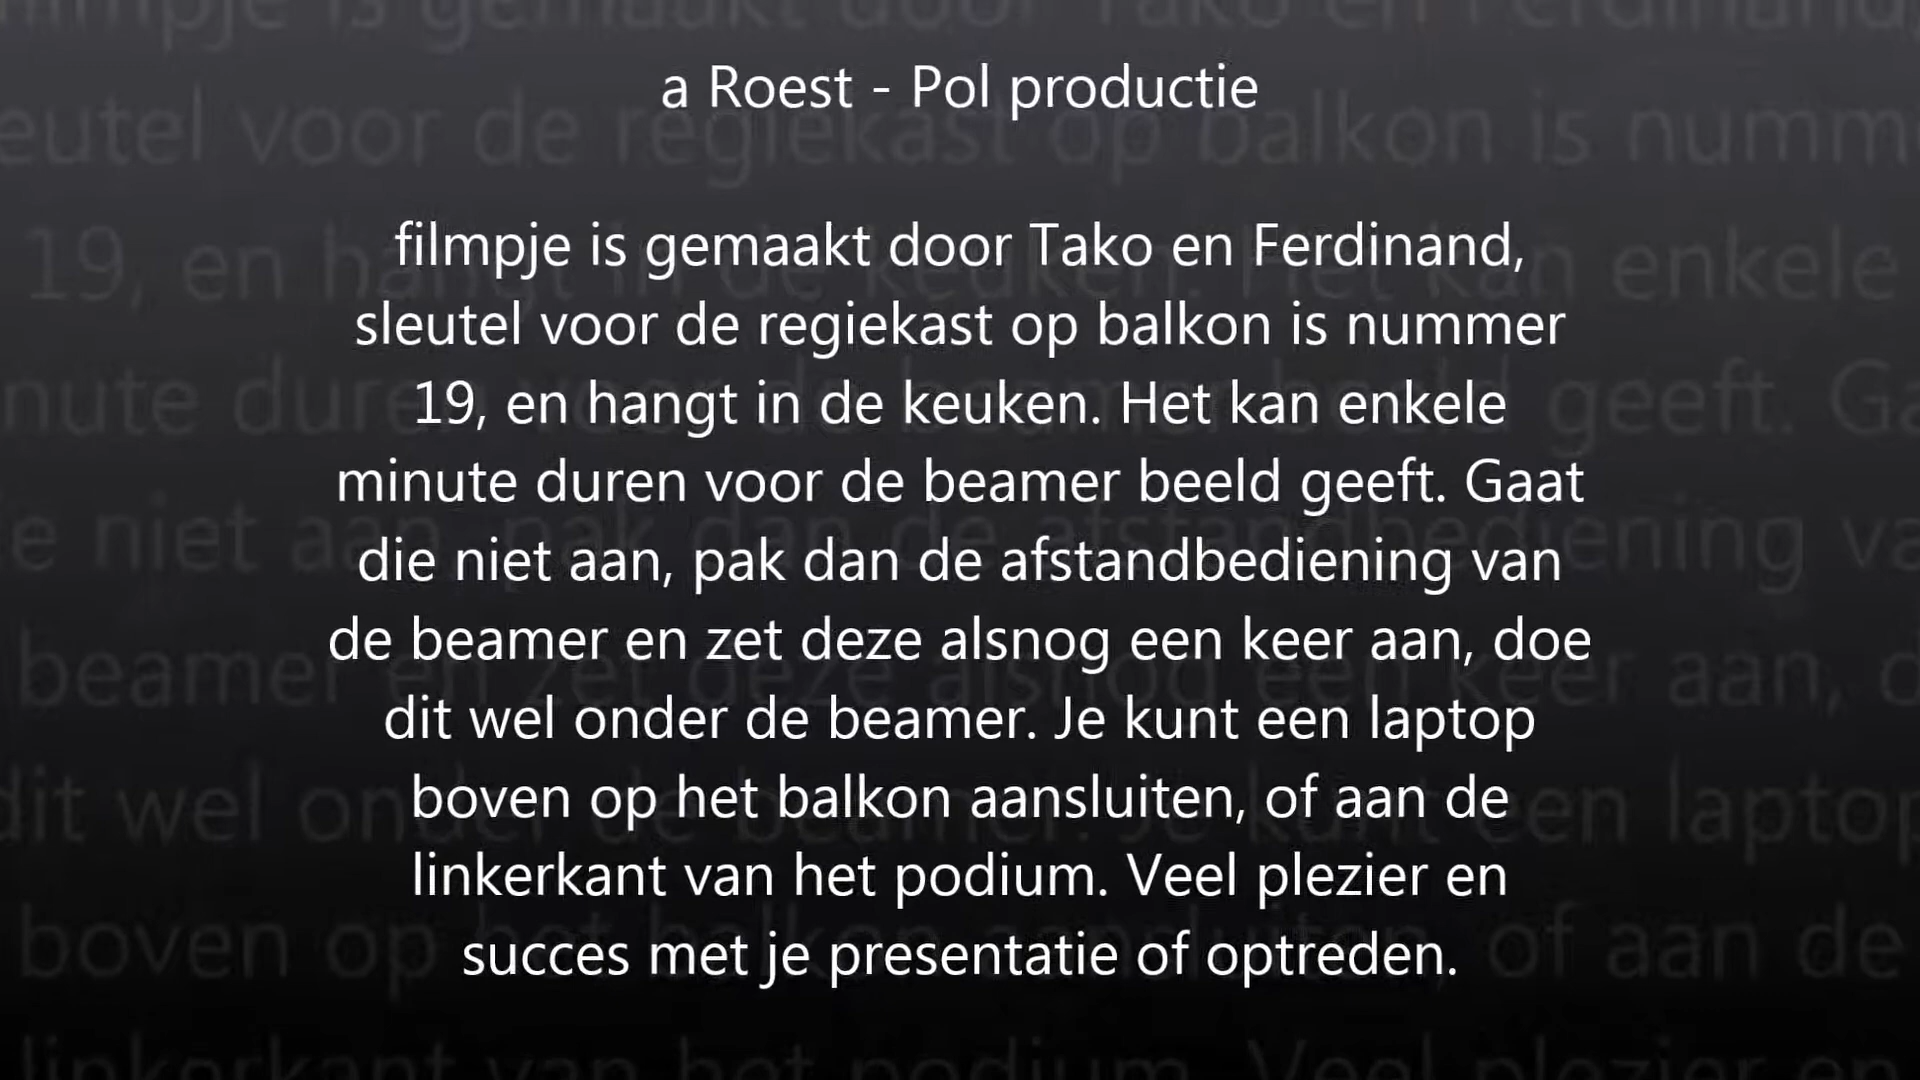 a Roest - Pol productie
filmpje is gemaakt door Tako en Ferdinand,
sleutel voor de regiekast op balkon is nummer
19, en hangt in de keuken. Het kan enkele
minute duren voor de beamer beeld geeft. Gaat
die niet aan, pak dan de afstandbediening van
de beamer en zet deze alsnog een keer aan, doe
dit wel onder de beamer. Je kunt een laptop
boven op het balkon aansluiten, of aan de
linkerkant van het podium. Veel plezier en
succes met je presentatie of optreden.